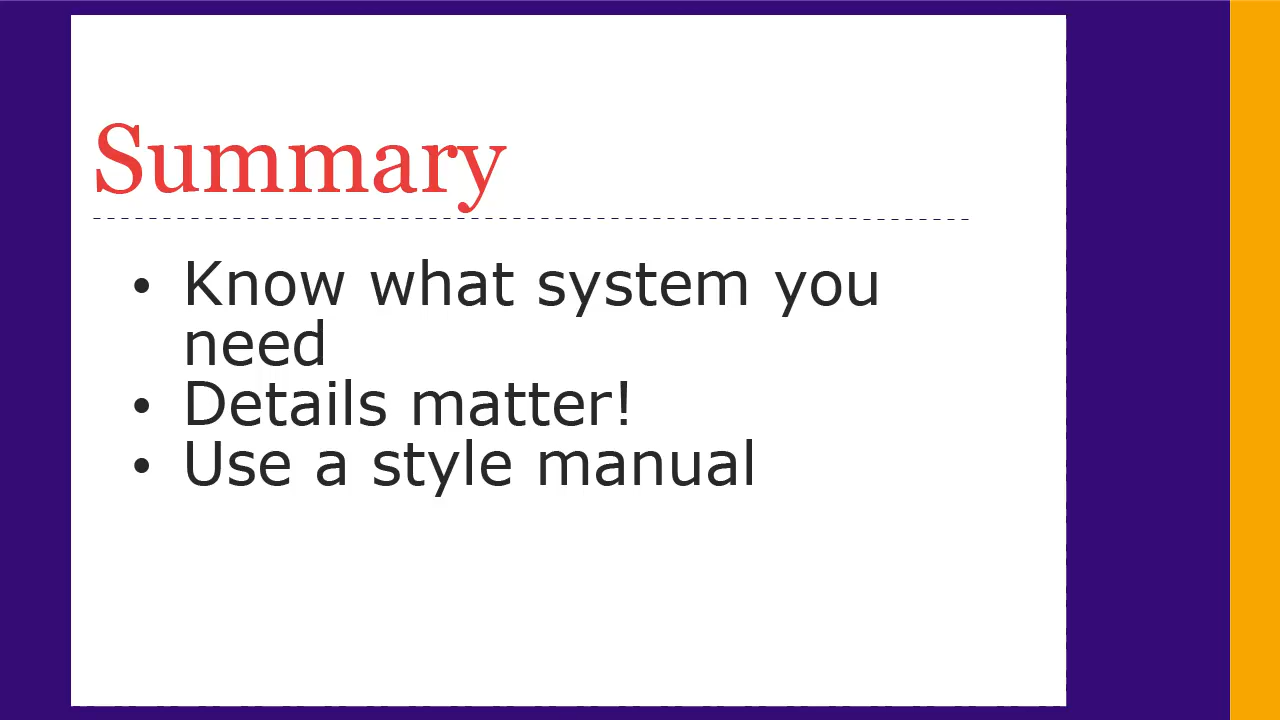 Summary
• Know what system you
need
• Details matter!
• Use a style manual